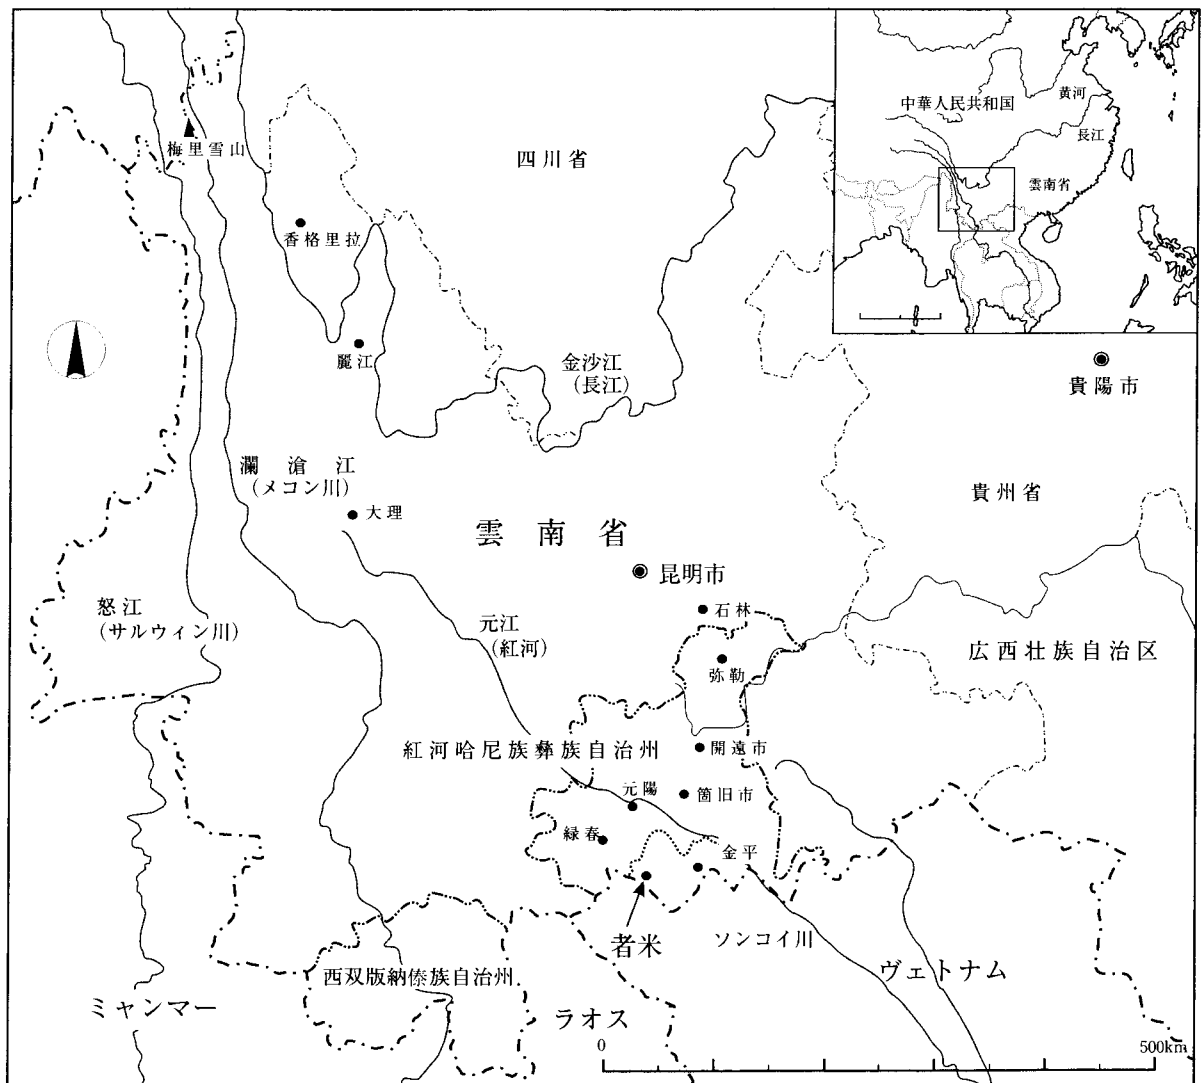 梅里雪山
四川省
香格里拉
麗江
金沙江
(長江)
中華人民共和国
黄河
長江
雲南省
貴陽市
瀾滄江
(メコン川)
大理
雲南省
貴州省
昆明市
怒江
(サルウィン川)
元江
(紅河)
石林
弥勒
広西壮族自治区
紅河哈尼族彝族自治州
開遠市
元陽
箇旧市
緑春
金平
者米
ソンコイ川
西双版納傣族自治州
ヴェトナム
ミャンマー
ラオス
0
500km